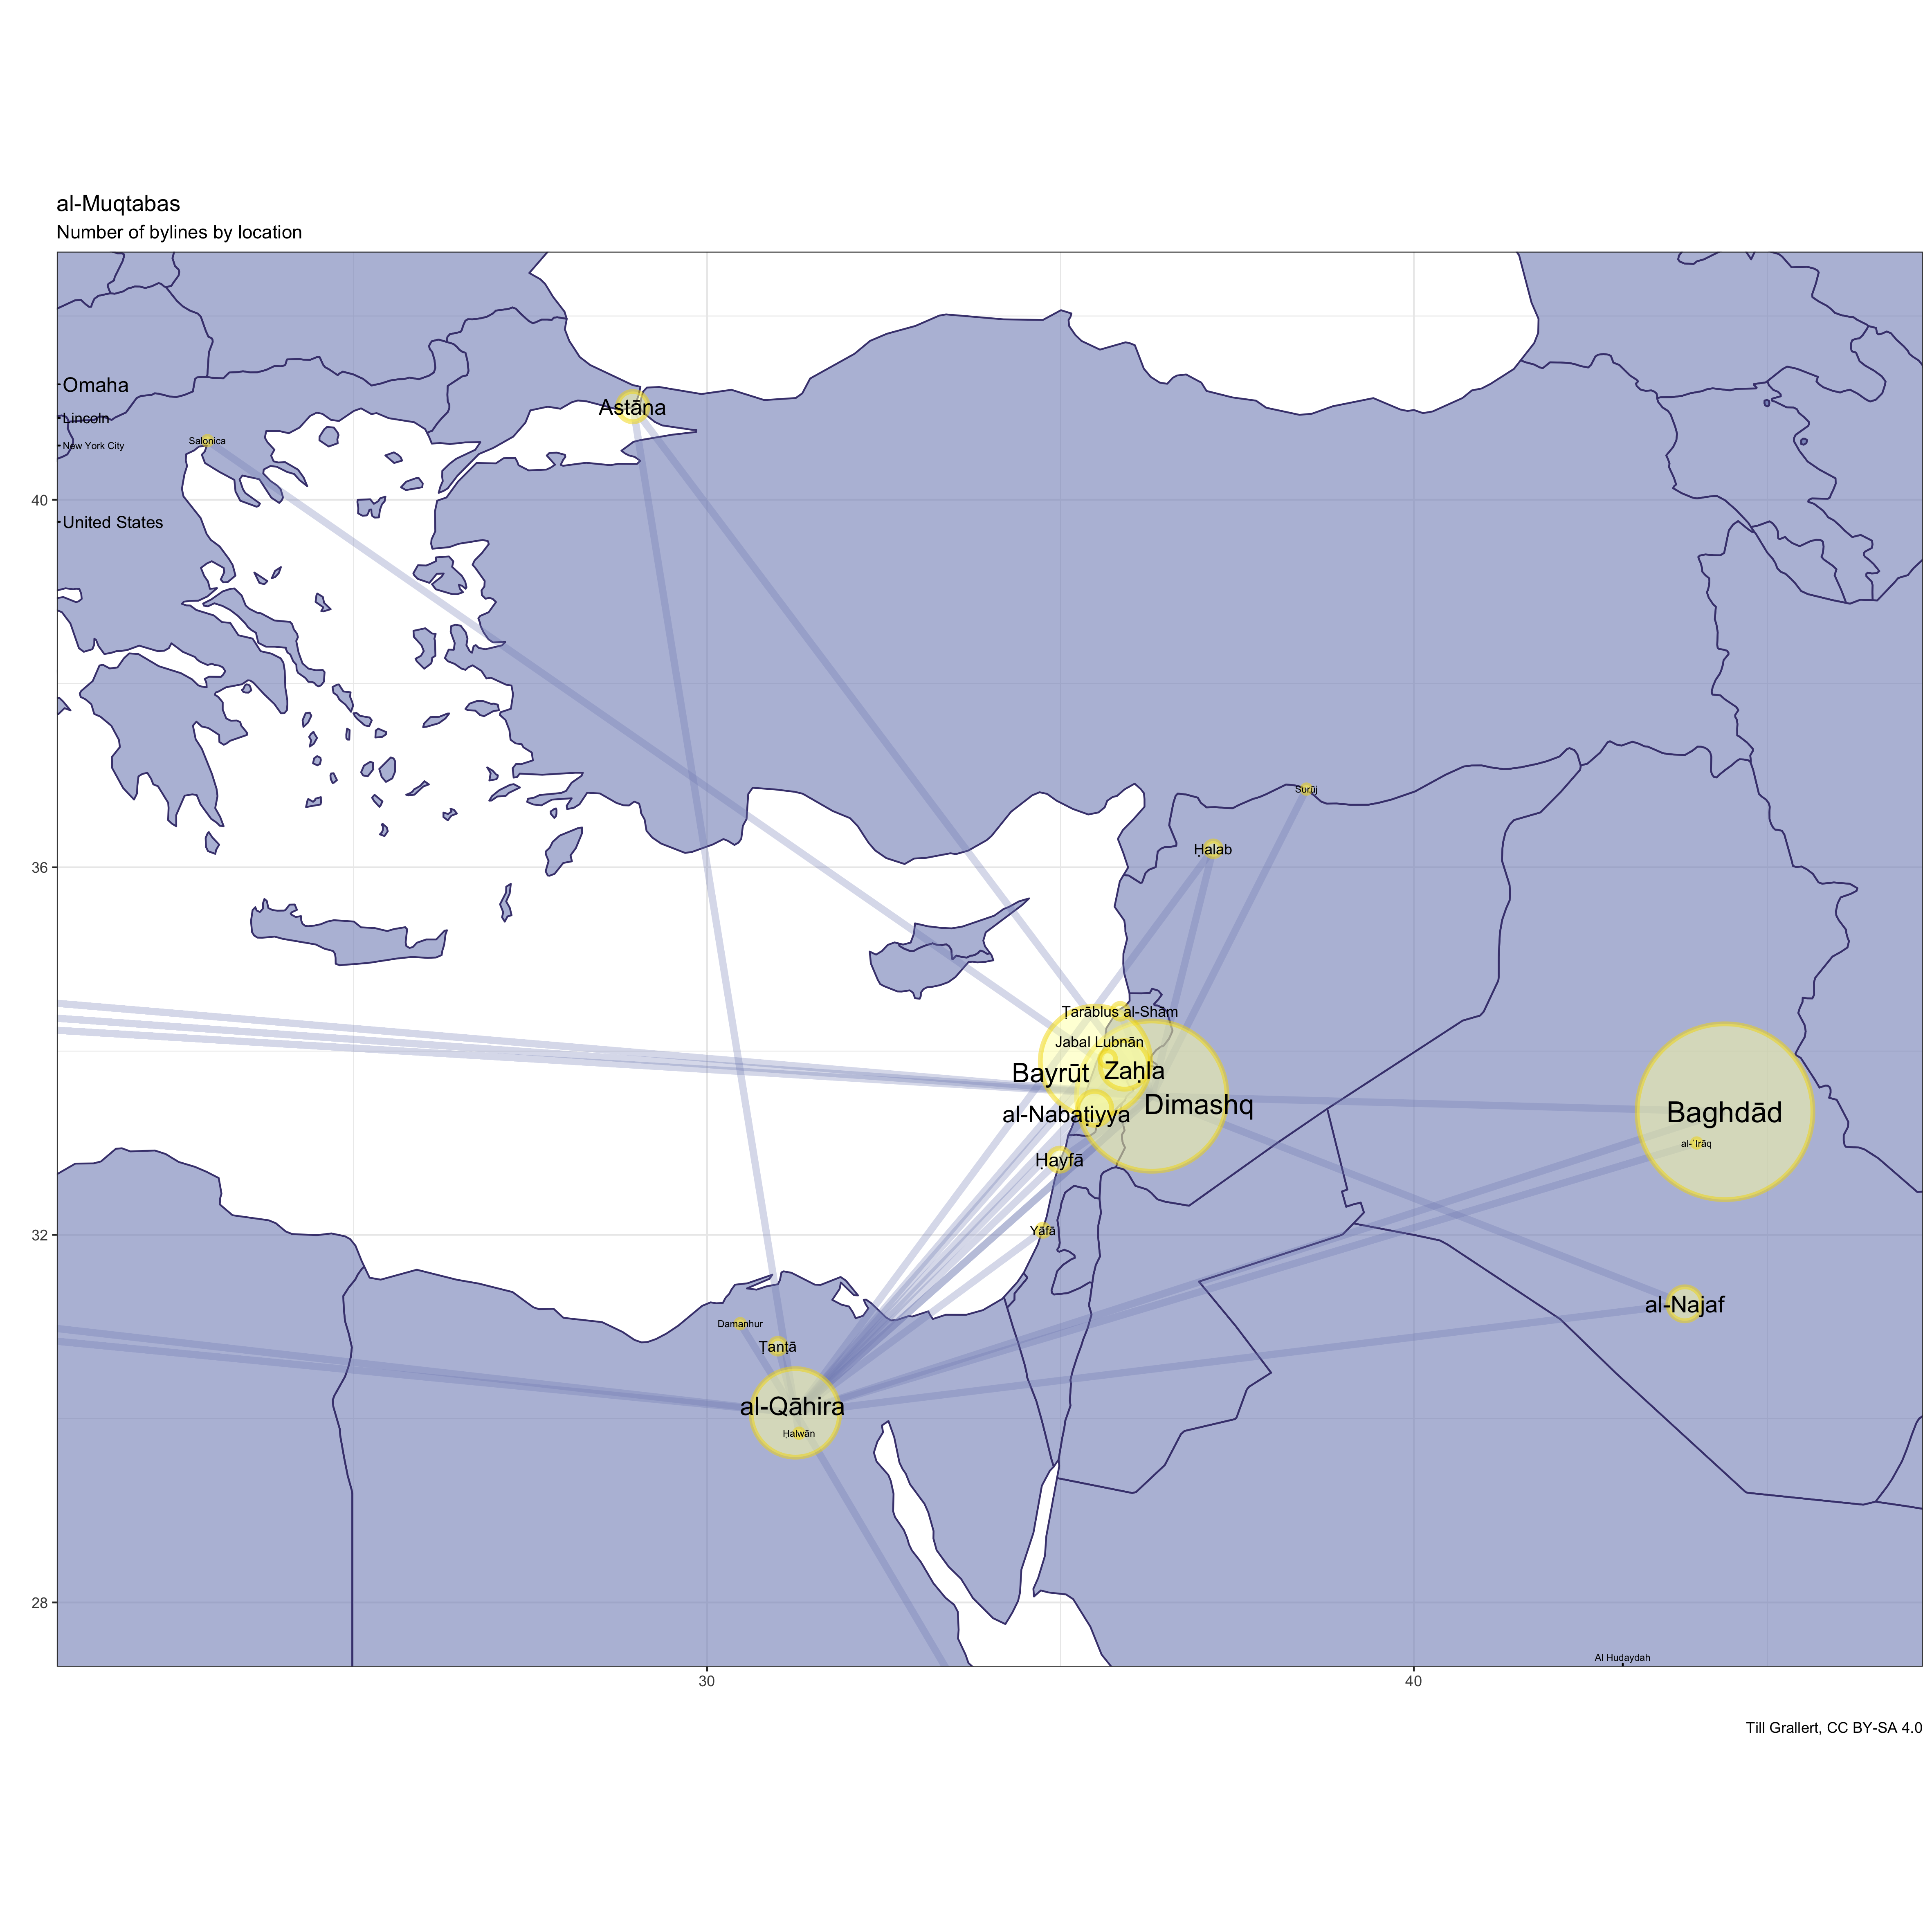 al-Muqtabas
Number of bylines by location
Omaha
Astāna
Lincoln
Salonica
New York City
40
United States
Surūj
Ḥalab
36
Ṭarāblus al-Shām
Jabal Lubnān
Bayrūt
Zaḥla
Dimashq
al-Nabaṭiyya
Baghdād
al-ʿIrāq
Ḥayfā
32
Yāfā
al-Najaf
Damanhur
Ṭanṭā
al-Qāhira
Ḥalwān
28
Al Hudaydah
30
40
Till Grallert, CC BY-SA 4.0